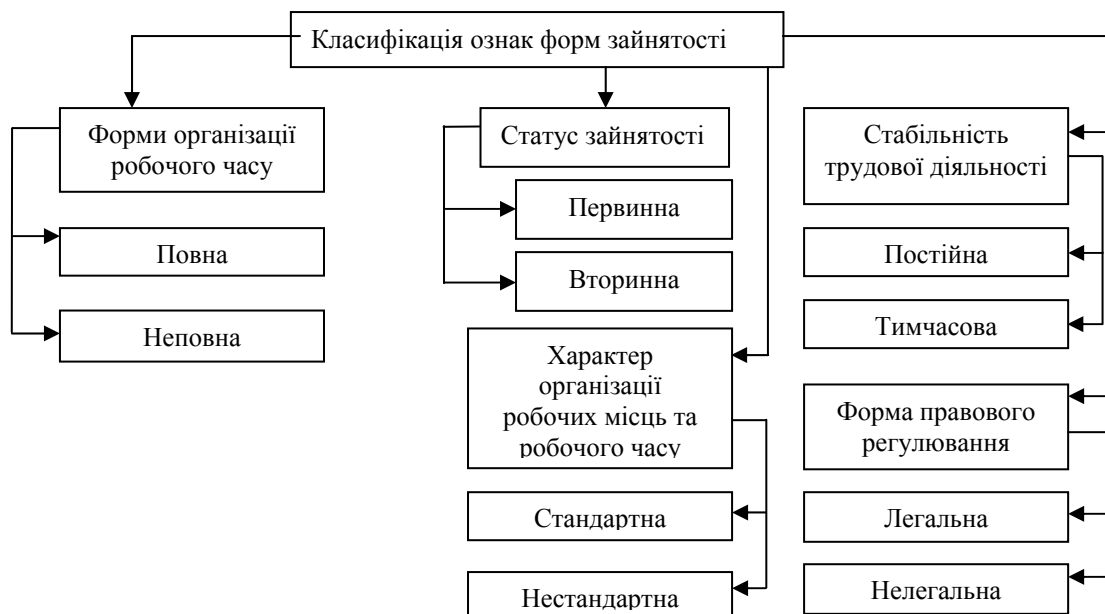 Класифікація ознак форм зайнятості
Форми організації
робочого часу
Повна
Неповна
Статус зайнятості
Первинна
Вторинна
Характер
організації
робочих місць та
робочого часу
Стандартна
Нестандартна
Стабільність
трудової діяльності
Постійна
Тимчасова
Форма правового
регулювання
Легальна
Нелегальна